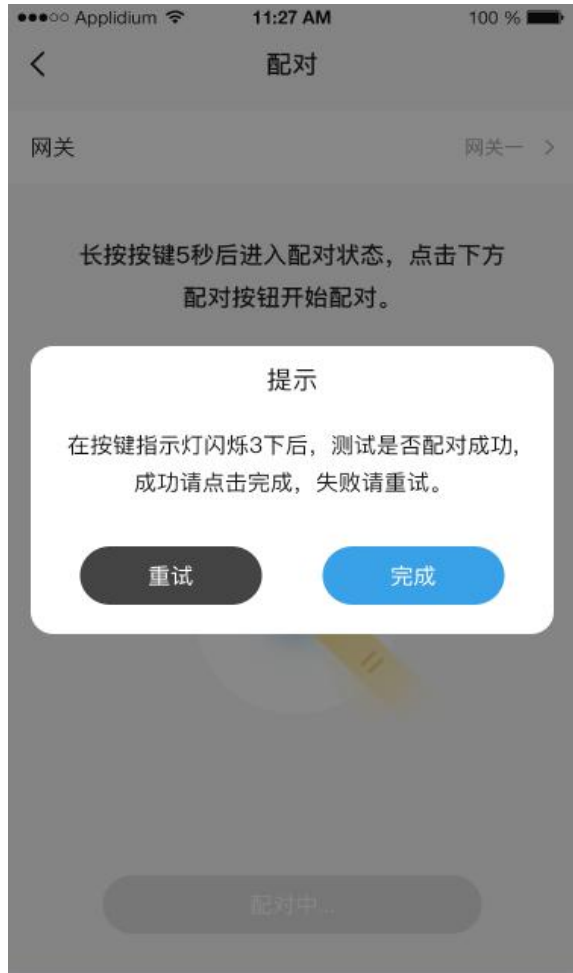 Applidium 11:27 AM 100 %
配对
网关 网关一
长按按键5秒后进入配对状态，点击下方
配对按钮开始配对。
提示
在按键指示灯闪烁3下后，测试是否配对成功,
成功请点击完成，失败请重试。
重试 完成
配对中...